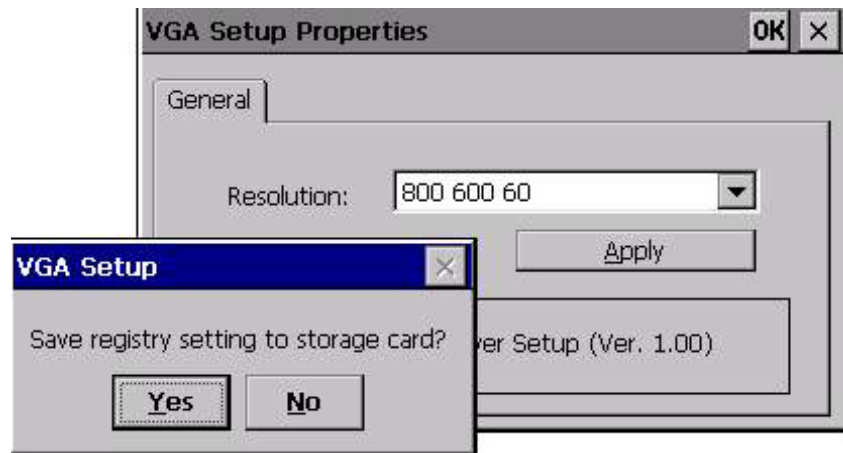 VGA Setup Properties OK
General
Resolution: 800 600 60
Apply
Setup (Ver. 1.00)
VGA Setup
Save registry setting to storage card?
Yes No